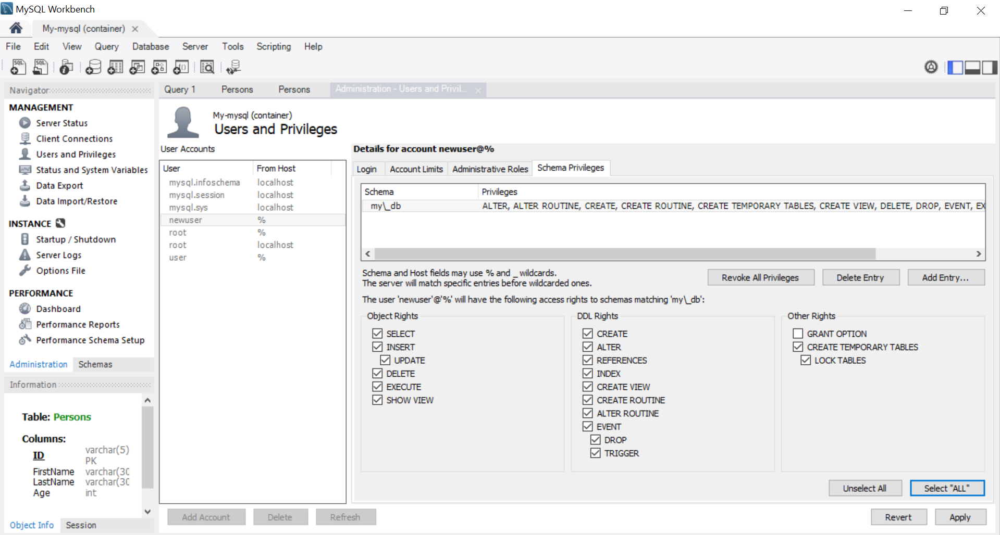 MySQL Workbench
My-mysql (container)
File Edit View Query Database Server Tools Scripting Help
Navigator
MANAGEMENT
Server Status
Client Connections
Users and Privileges
Status and System Variables
Data Export
Data Import/Restore
INSTANCE
Startup / Shutdown
Server Logs
Options File
PERFORMANCE
Dashboard
Performance Reports
Performance Schema Setup
Administration Schemas
Information
Table: Persons
Columns:
ID varchar(5)
PK
FirstName varchar(30
LastName varchar(30
Age int
Object Info Session
Query 1 Persons Persons Administration - Users and Privil...
My-mysql (container)
Users and Privileges
User Accounts
User From Host
mysql.infoschema localhost
mysql.session localhost
mysql.sys localhost
newuser %
root %
root localhost
user %
Add Account Delete Refresh
Details for account newuser@%
Login Account Limits Administrative Roles Schema Privileges
Schema Privileges
my\_db ALTER, ALTER ROUTINE, CREATE, CREATE ROUTINE, CREATE TEMPORARY TABLES, CREATE VIEW, DELETE, DROP, EVENT, EX
Schema and Host fields may use % and _ wildcards.
The server will match specific entries before wildcarded ones.
Revoke All Privileges Delete Entry Add Entry...
The user 'newuser'@'%' will have the following access rights to schemas matching 'my\_db':
Object Rights
SELECT
INSERT
UPDATE
DELETE
EXECUTE
SHOW VIEW
DDL Rights
CREATE
ALTER
REFERENCES
INDEX
CREATE VIEW
CREATE ROUTINE
ALTER ROUTINE
EVENT
DROP
TRIGGER
Other Rights
GRANT OPTION
CREATE TEMPORARY TABLES
LOCK TABLES
Unselect All Select "ALL"
Revert Apply